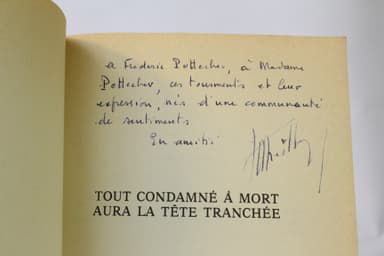 a Frederic Pottecher, à Madame
Pottecher, ces tourments et leur
expression, nés d'une communauté
de sentiments
En amitié
TOUT CONDAMNÉ À MORT
AURA LA TÊTE TRANCHÉE